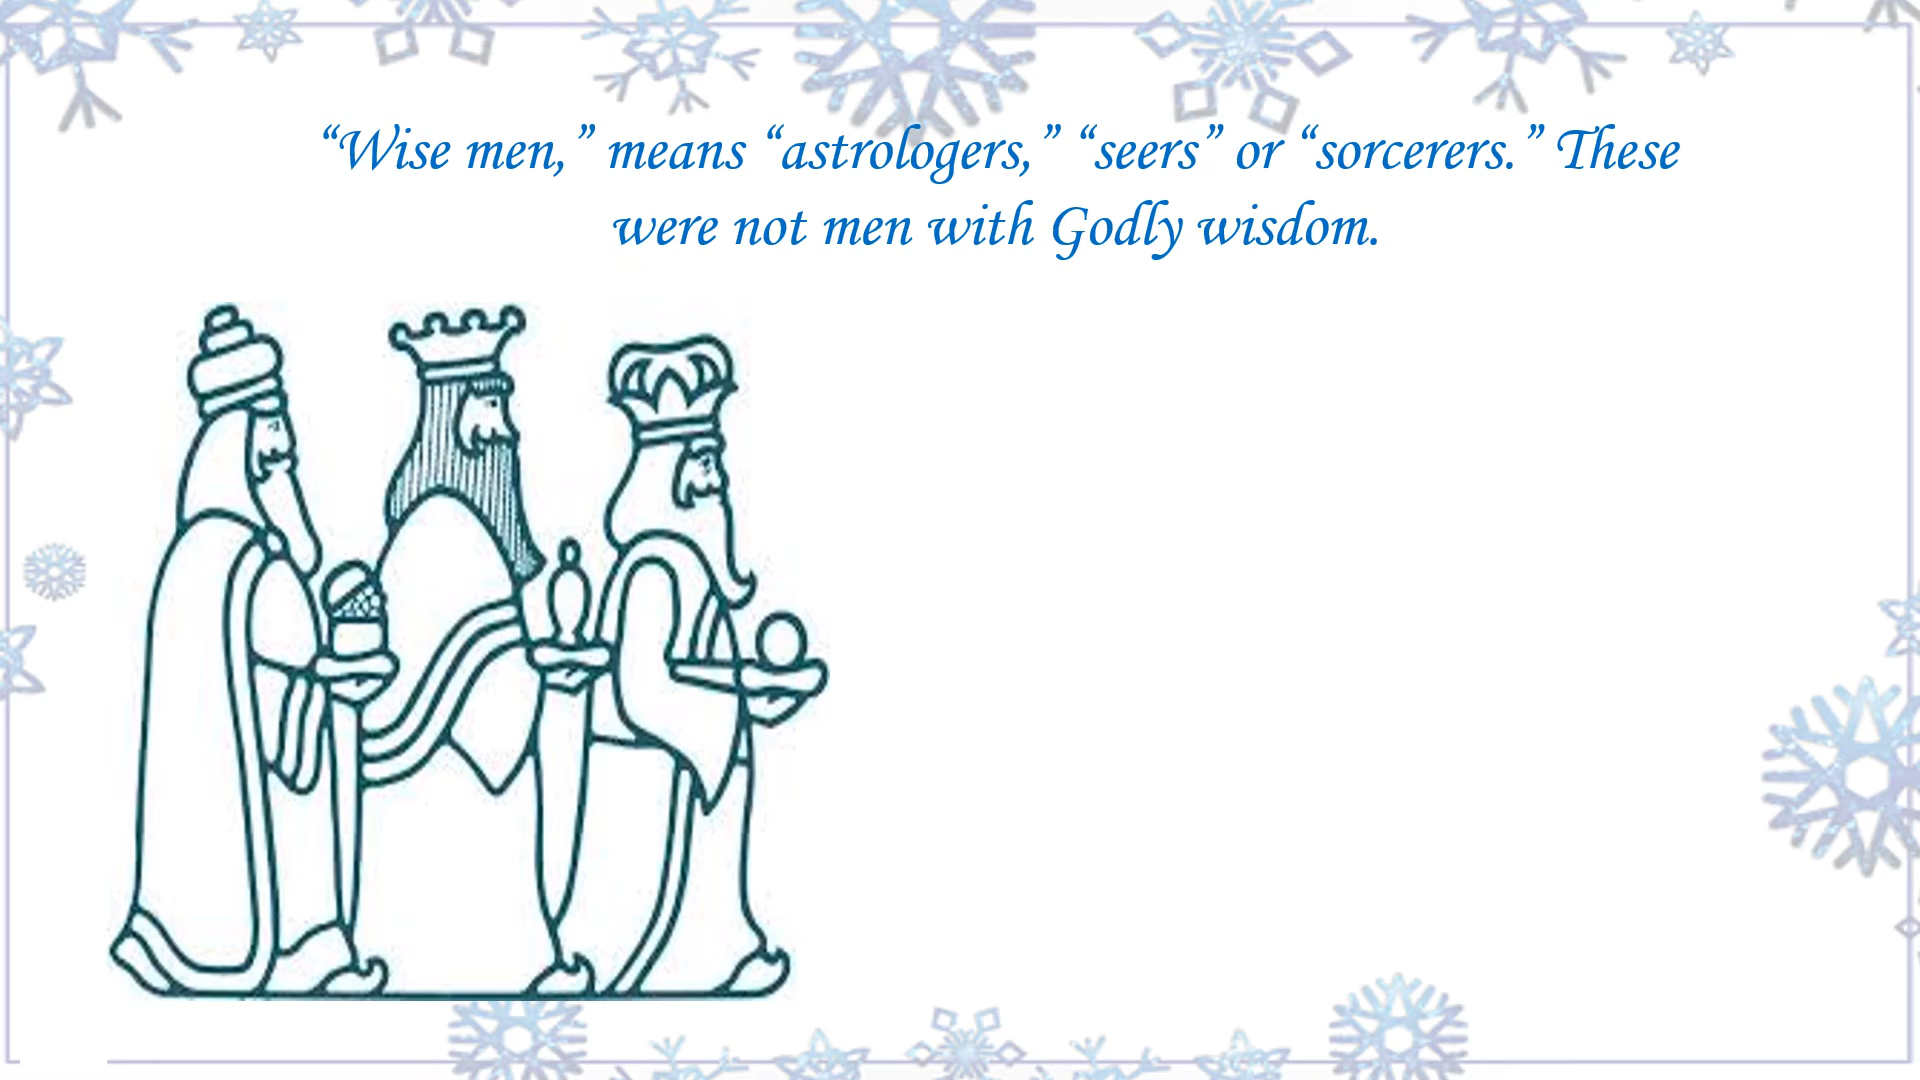 “Wise men,” means “astrologers,” “seers” or “sorcerers.” These
were not men with Godly wisdom.